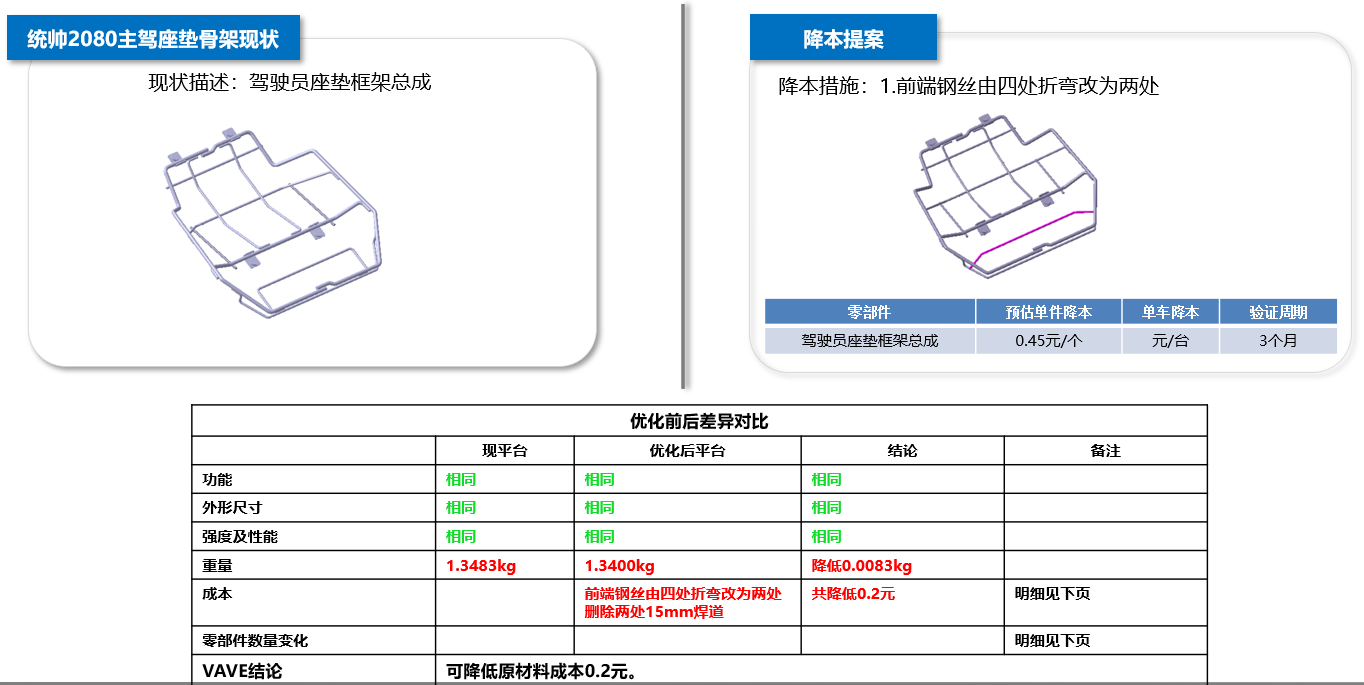 统帅2080主驾座垫骨架现状
现状描述：驾驶员座垫框架总成
降本提案
降本措施：1.前端钢丝由四处折弯改为两处
零部件 预估单件降本 单车降本 验证周期
驾驶员座垫框架总成 0.45元/个 元/台 3个月
优化前后差异对比
现平台 优化后平台 结论 备注
功能 相同 相同 相同
外形尺寸 相同 相同 相同
强度及性能 相同 相同 相同
重量 1.3483kg 1.3400kg 降低0.0083kg
成本 前端钢丝由四处折弯改为两处 共降低0.2元 明细见下页
删除两处15mm焊道
零部件数量变化 明细见下页
VAVE结论 可降低原材料成本0.2元。